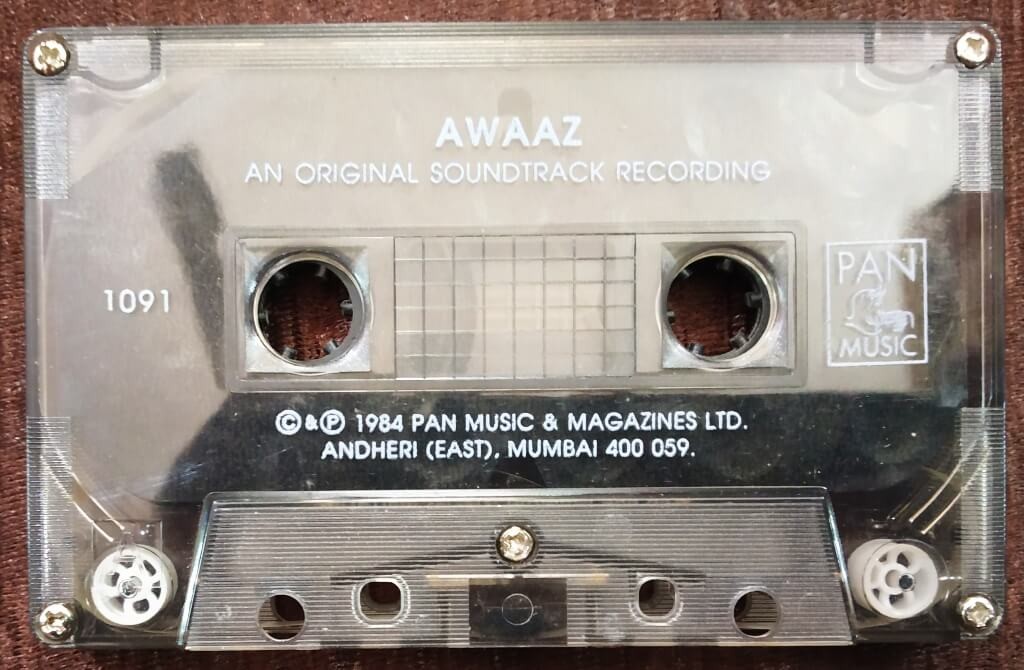 AWAAZ
AN ORIGINAL SOUNDTRACK RECORDING
1091
PAN
MUSIC
©&℗ 1984 PAN MUSIC & MAGAZINES LTD.
ANDHERI (EAST), MUMBAI 400 059.